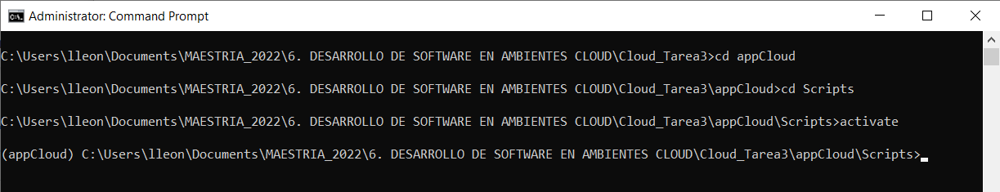 Administrator: Command Prompt
C:\Users\lleon\Documents\MAESTRIA_2022\6. DESARROLLO DE SOFTWARE EN AMBIENTES CLOUD\Cloud_Tarea3>cd appCloud
C:\Users\lleon\Documents\MAESTRIA_2022\6. DESARROLLO DE SOFTWARE EN AMBIENTES CLOUD\Cloud_Tarea3\appCloud>cd Scripts
C:\Users\lleon\Documents\MAESTRIA_2022\6. DESARROLLO DE SOFTWARE EN AMBIENTES CLOUD\Cloud_Tarea3\appCloud\Scripts>activate
(appCloud) C:\Users\lleon\Documents\MAESTRIA_2022\6. DESARROLLO DE SOFTWARE EN AMBIENTES CLOUD\Cloud_Tarea3\appCloud\Scripts>